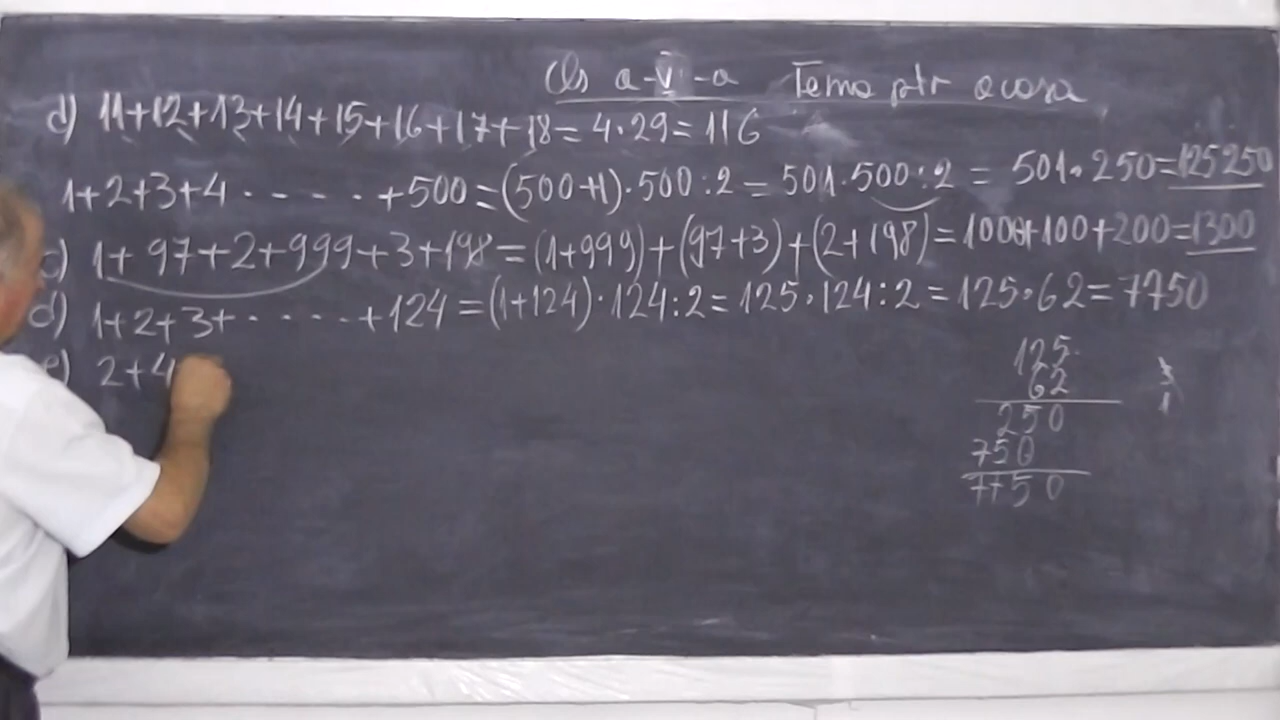 Cls a-V-a Tema ptr acasa
d) 11+12+13+14+15+16+17+18=4·29=116
1+2+3+4.......+500=(500+1)·500:2=501·500:2=501·250=125250
c) 1+97+2+999+3+198=(1+999)+(97+3)+(2+198)=1000+100+200=1300
d) 1+2+3+.....+124=(1+124)·124:2=125·124:2=125·62=7750
e) 2+4
125
62
250
750
7750